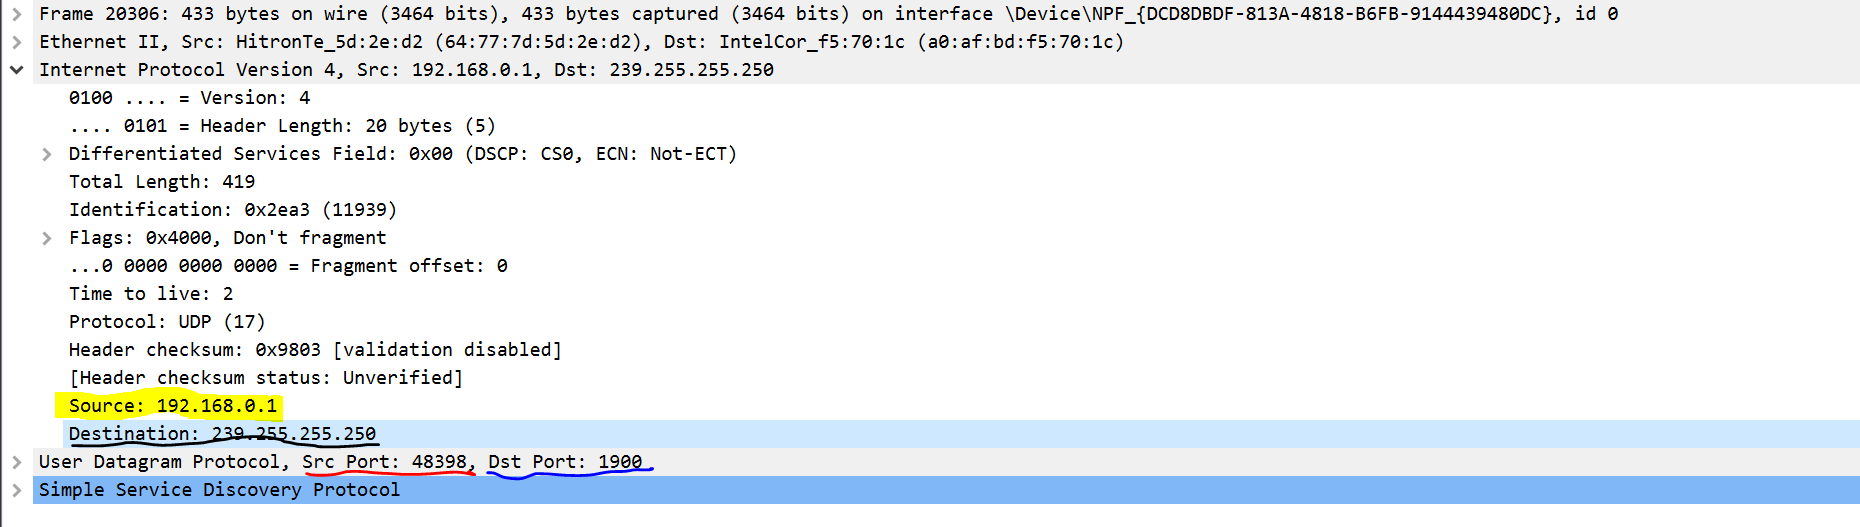 Frame 20306: 433 bytes on wire (3464 bits), 433 bytes captured (3464 bits) on interface \Device\NPF_{DCD8DBDF-813A-4818-B6FB-9144439480DC}, id 0
Ethernet II, Src: HitronTe_5d:2e:d2 (64:77:7d:5d:2e:d2), Dst: IntelCor_f5:70:1c (a0:af:bd:f5:70:1c)
Internet Protocol Version 4, Src: 192.168.0.1, Dst: 239.255.255.250
0100 .... = Version: 4
.... 0101 = Header Length: 20 bytes (5)
Differentiated Services Field: 0x00 (DSCP: CS0, ECN: Not-ECT)
Total Length: 419
Identification: 0x2ea3 (11939)
Flags: 0x4000, Don't fragment
...0 0000 0000 0000 = Fragment offset: 0
Time to live: 2
Protocol: UDP (17)
Header checksum: 0x9803 [validation disabled]
[Header checksum status: Unverified]
Source: 192.168.0.1
Destination: 239.255.255.250
User Datagram Protocol, Src Port: 48398, Dst Port: 1900
Simple Service Discovery Protocol